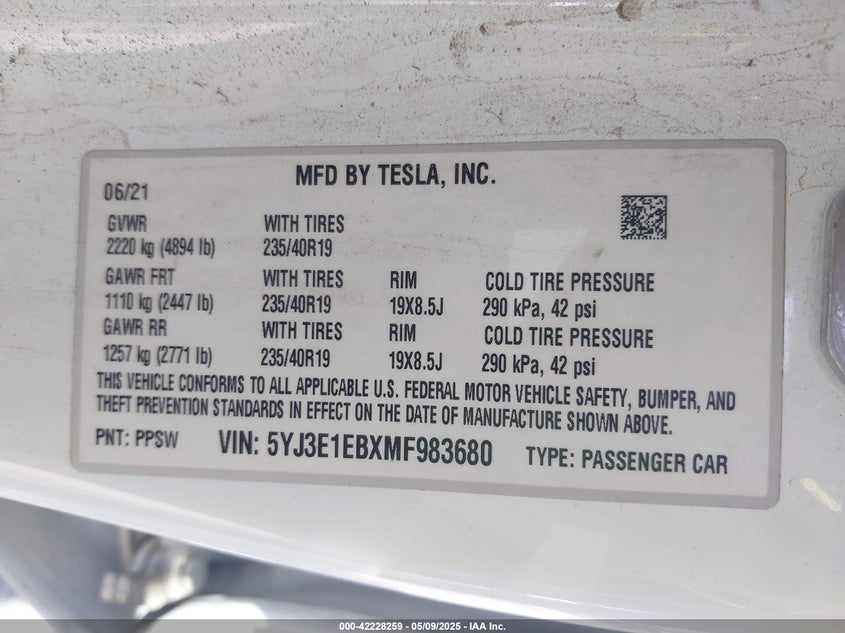 MFD BY TESLA, INC.
06/21
GVWR WITH TIRES
2220 kg (4894 lb) 235/40R19
GAWR FRT WITH TIRES RIM COLD TIRE PRESSURE
1110 kg (2447 lb) 235/40R19 19X8.5J 290 kPa, 42 psi
GAWR RR WITH TIRES RIM COLD TIRE PRESSURE
1257 kg (2771 lb) 235/40R19 19X8.5J 290 kPa, 42 psi
THIS VEHICLE CONFORMS TO ALL APPLICABLE U.S. FEDERAL MOTOR VEHICLE SAFETY, BUMPER, AND
THEFT PREVENTION STANDARDS IN EFFECT ON THE DATE OF MANUFACTURE SHOWN ABOVE.
PNT: PPSW VIN: 5YJ3E1EBXMF983680 TYPE: PASSENGER CAR
000-42228259 — 05/09/2025 — IAA Inc.